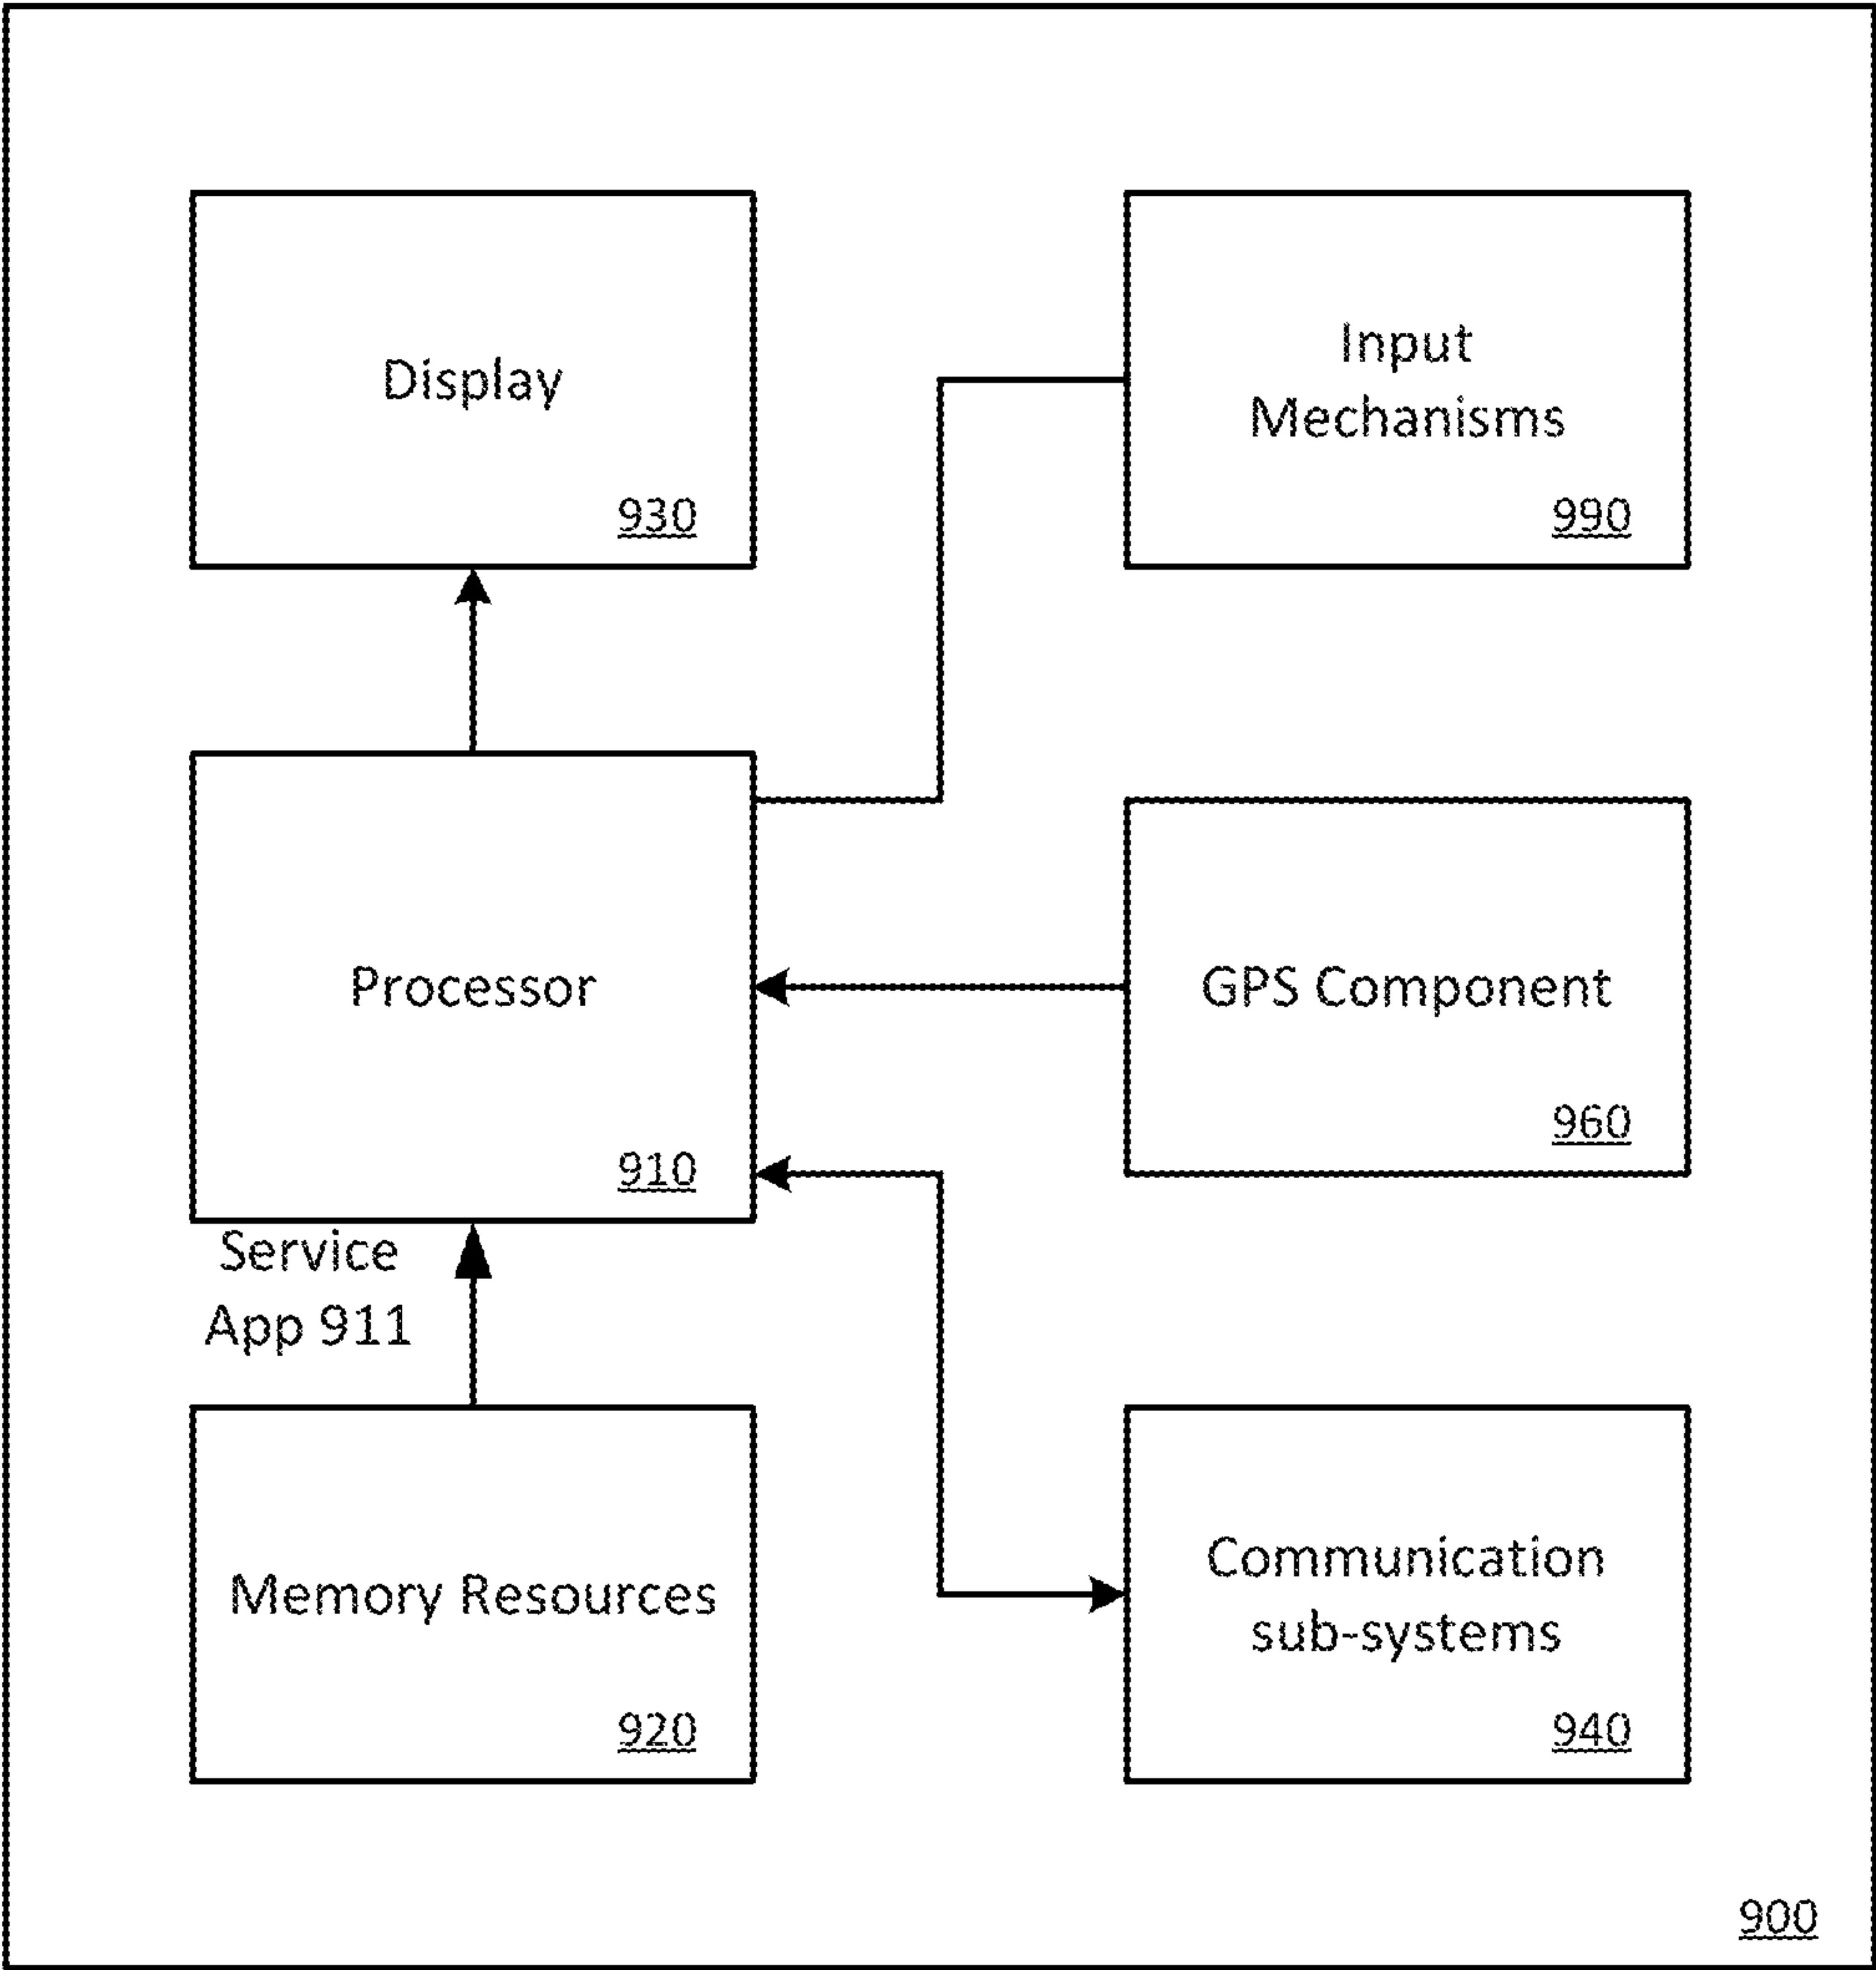 Display
930
Input
Mechanisms
990
Processor
910
GPS Component
960
Service
App 911
Memory Resources
920
Communication
sub-systems
940
900